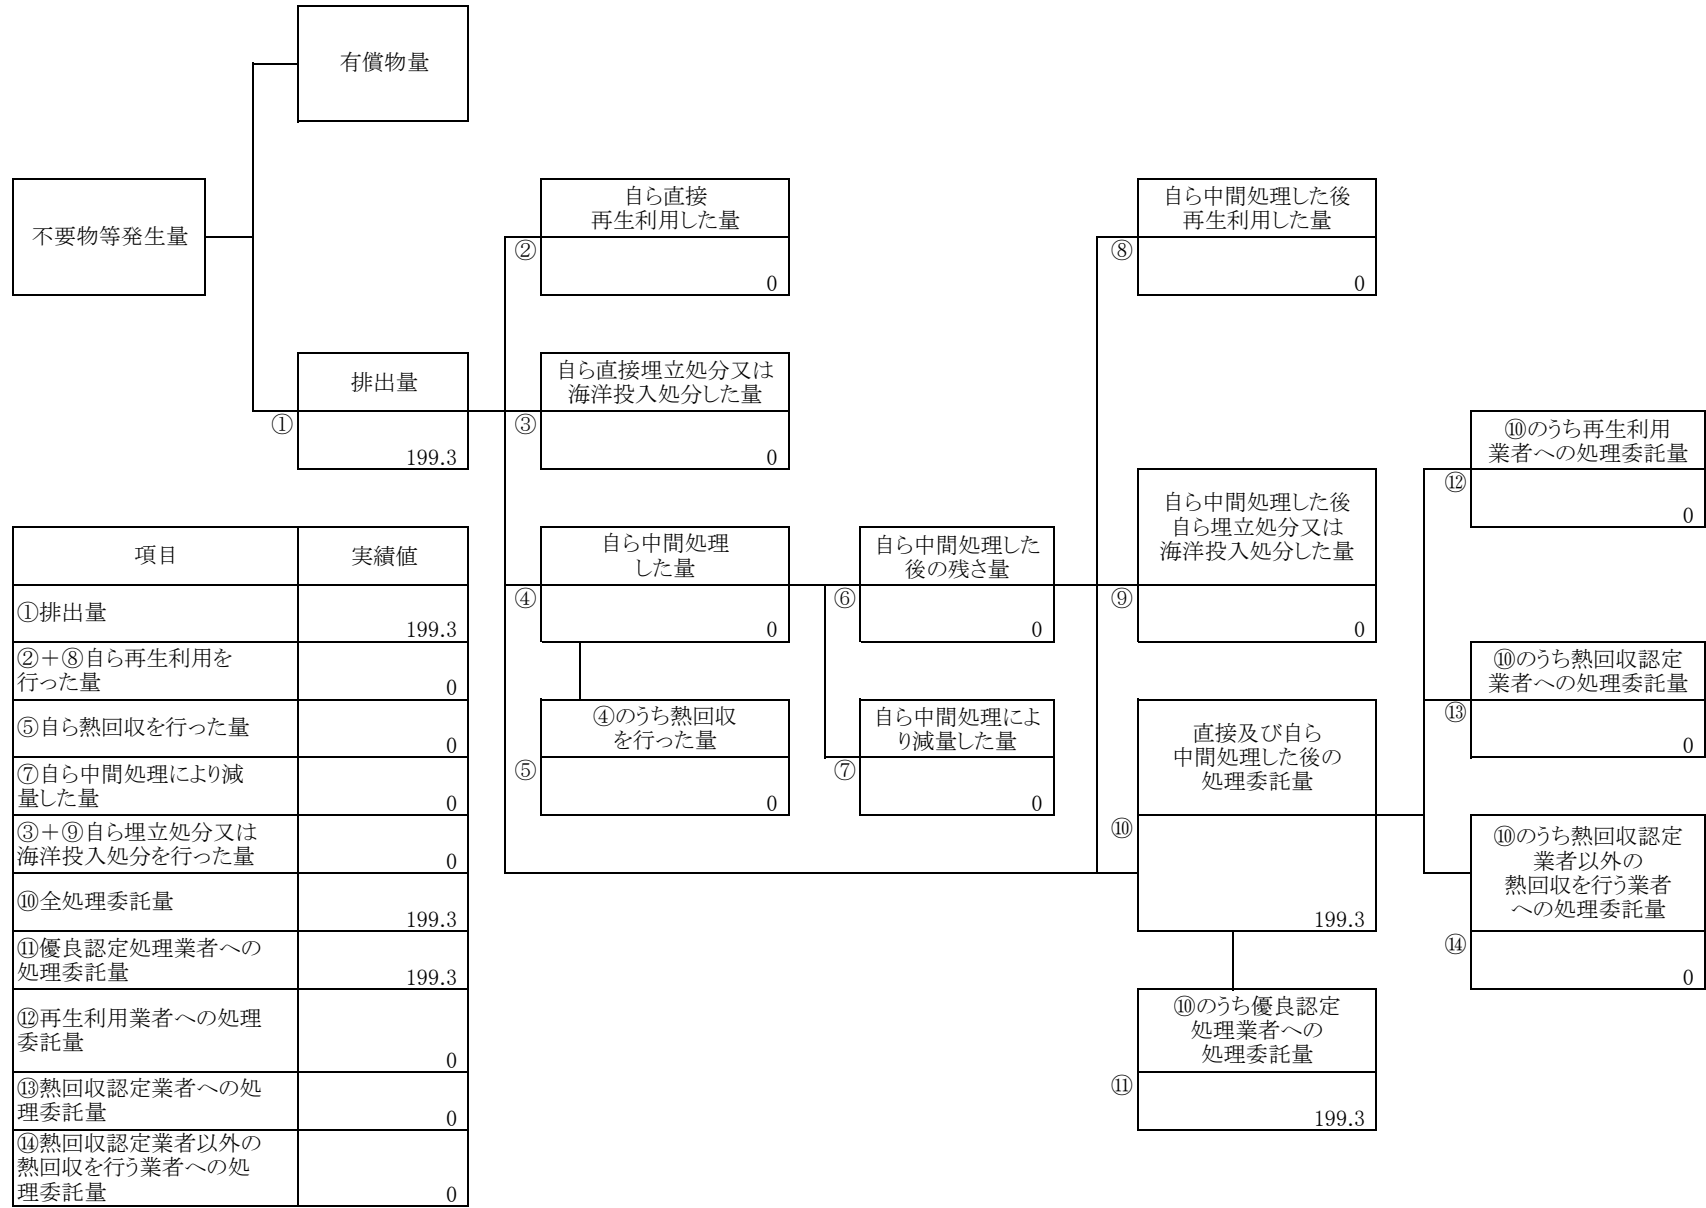 有償物量
不要物等発生量
自ら直接
再生利用した量
②
0
自ら中間処理した後
再生利用した量
⑧
0
排出量
①
199.3
自ら直接埋立処分又は
海洋投入処分した量
③
0
⑩のうち再生利用
業者への処理委託量
⑫
0
自ら中間処理
した量
④
0
自ら中間処理した
後の残さ量
⑥
0
自ら中間処理した後
自ら埋立処分又は
海洋投入処分した量
⑨
0
⑩のうち熱回収認定
業者への処理委託量
⑬
0
④のうち熱回収
を行った量
⑤
0
自ら中間処理によ
り減量した量
⑦
0
直接及び自ら
中間処理した後の
処理委託量
⑩
199.3
⑩のうち熱回収認定
業者以外の
熱回収を行う業者
への処理委託量
⑭
0
⑩のうち優良認定
処理業者への
処理委託量
⑪
199.3
項目
実績値
①排出量
199.3
②＋⑧自ら再生利用を
行った量
0
⑤自ら熱回収を行った量
0
⑦自ら中間処理により減
量した量
0
③＋⑨自ら埋立処分又は
海洋投入処分を行った量
0
⑩全処理委託量
199.3
⑪優良認定処理業者への
処理委託量
199.3
⑫再生利用業者への処理
委託量
0
⑬熱回収認定業者への処
理委託量
0
⑭熱回収認定業者以外の
熱回収を行う業者への処
理委託量
0